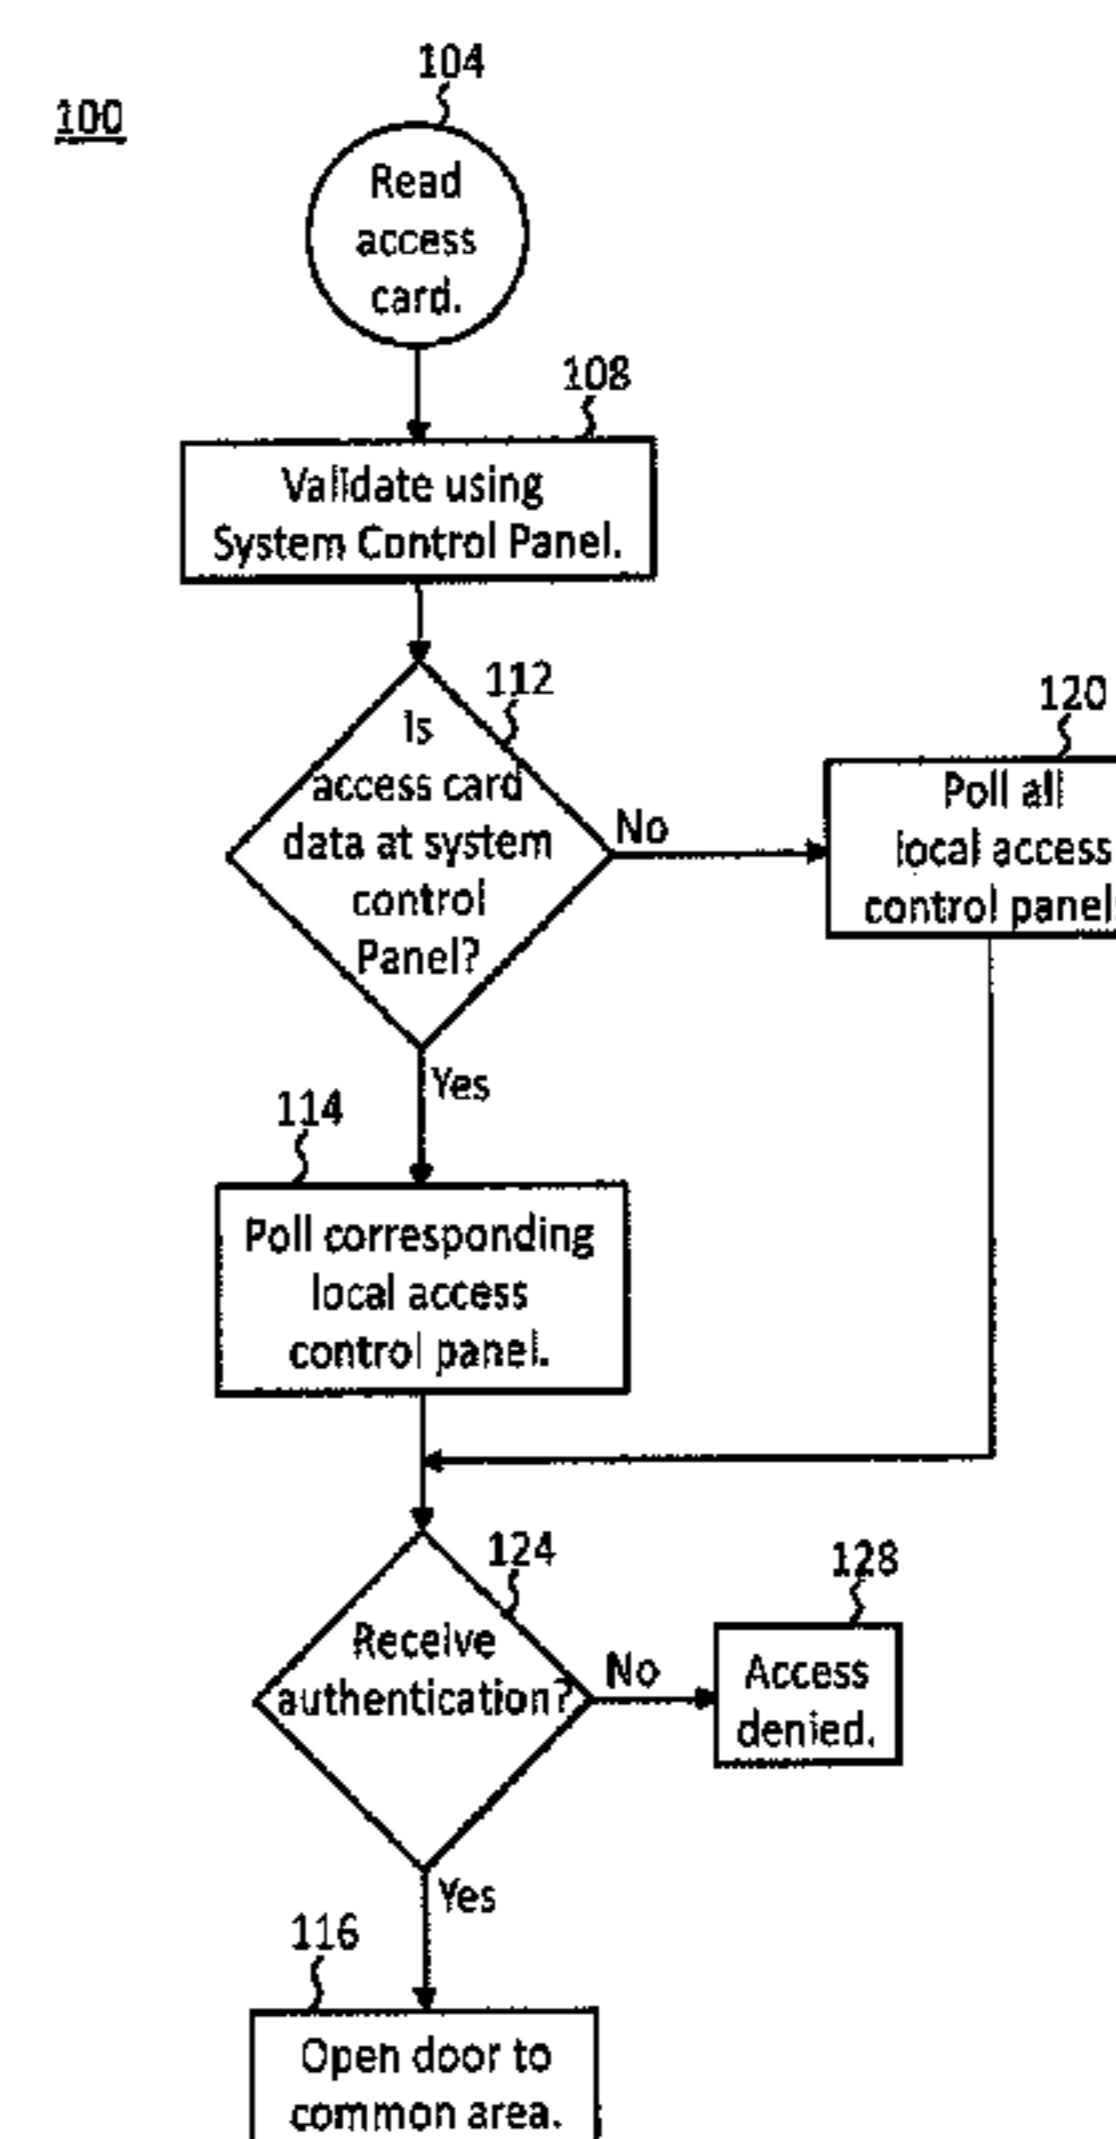 100
104
Read
access
card.
108
Validate using
System Control Panel.
112
Is
access card
data at system
control
Panel?
No
120
Poll all
local access
control panel
Yes
114
Poll corresponding
local access
control panel.
124
Receive
authentication?
No
128
Access
denied.
Yes
116
Open door to
common area.